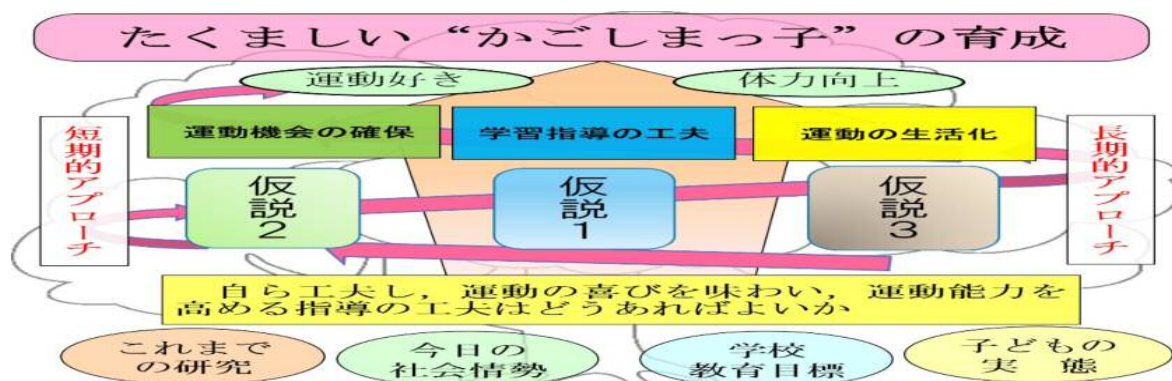 たくましい “かごしまっ子” の育成
運動好き
体力向上
運動機会の確保
学習指導の工夫
運動の生活化
短期的アプローチ
長期的アプローチ
仮説2
仮説1
仮説3
自ら工夫し，運動の喜びを味わい，運動能力を
高める指導の工夫はどうあればよいか
これまで
の研究
今日の
社会情勢
学校
教育目標
子どもの
実　態